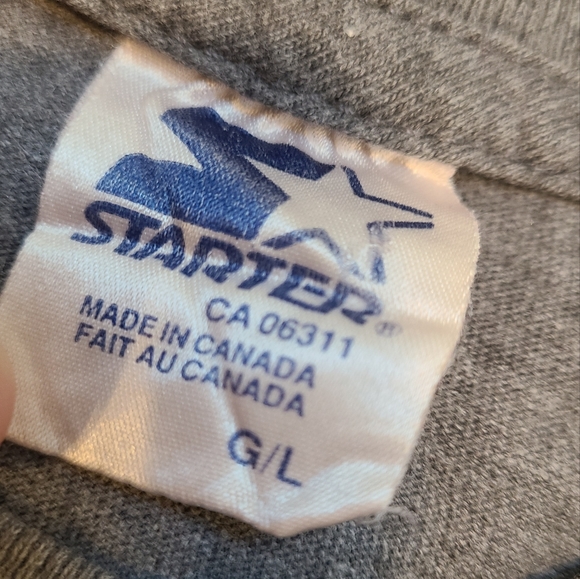 STARTER®
CA 06311
MADE IN CANADA
FAIT AU CANADA
G/L